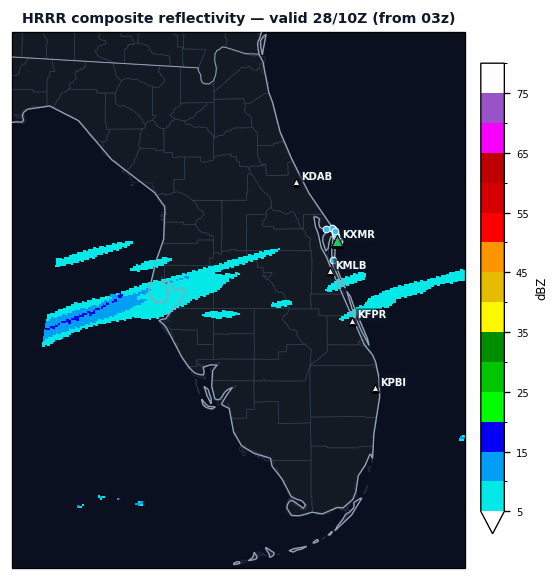 HRRR composite reflectivity — valid 28/10Z (from 03z)
KDAB
KXMR
KMLB
KFPR
KPBI
75
65
55
45
35
25
15
5
dBZ